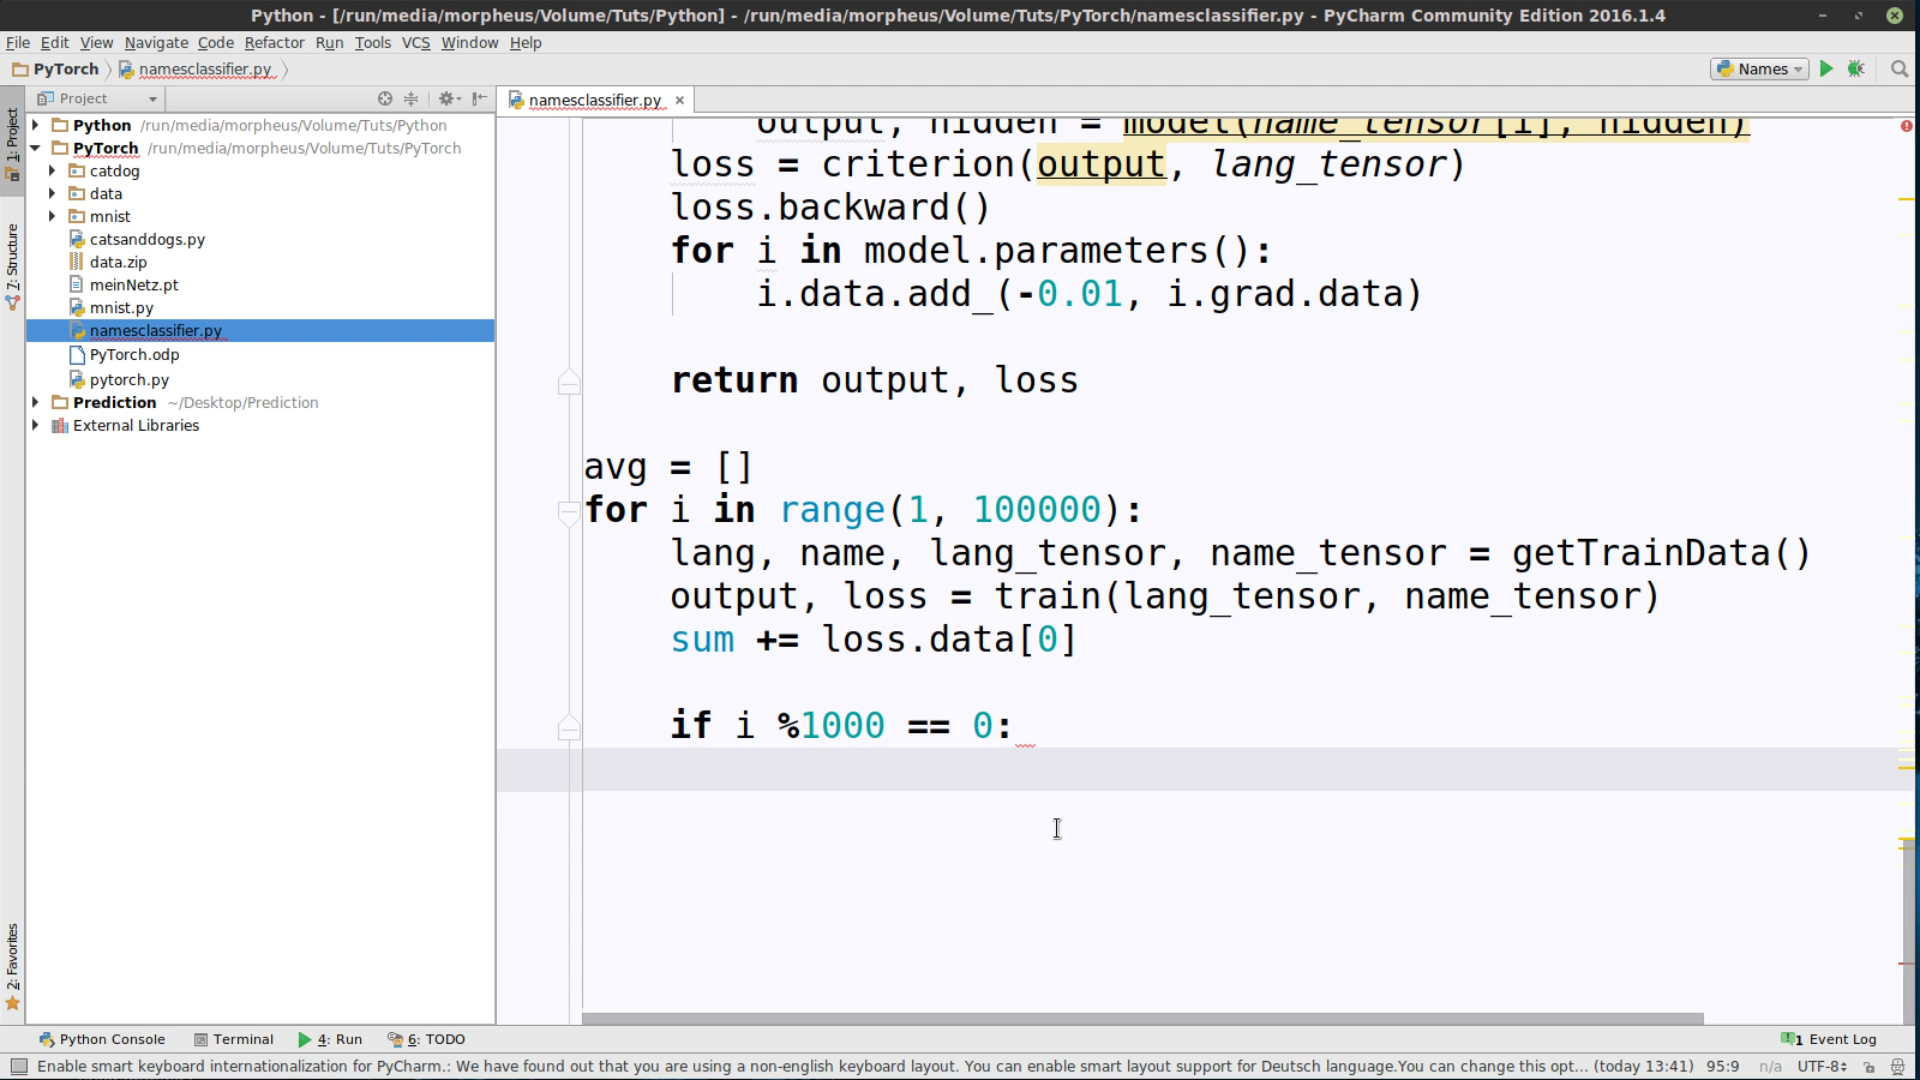 Python - [/run/media/morpheus/Volume/Tuts/Python] - /run/media/morpheus/Volume/Tuts/PyTorch/namesclassifier.py - PyCharm Community Edition 2016.1.4
File Edit View Navigate Code Refactor Run Tools VCS Window Help
PyTorch namesclassifier.py Names
Project
namesclassifier.py
1: Project
7: Structure
2: Favorites
Python /run/media/morpheus/Volume/Tuts/Python
PyTorch /run/media/morpheus/Volume/Tuts/PyTorch
catdog
data
mnist
catsanddogs.py
data.zip
meinNetz.pt
mnist.py
namesclassifier.py
PyTorch.odp
pytorch.py
Prediction ~/Desktop/Prediction
External Libraries
output, hidden = model(name_tensor[i], hidden)
loss = criterion(output, lang_tensor)
loss.backward()
for i in model.parameters():
i.data.add_(-0.01, i.grad.data)
return output, loss
avg = []
for i in range(1, 100000):
lang, name, lang_tensor, name_tensor = getTrainData()
output, loss = train(lang_tensor, name_tensor)
sum += loss.data[0]
if i %1000 == 0:
Python Console Terminal 4: Run 6: TODO 1 Event Log
Enable smart keyboard internationalization for PyCharm.: We have found out that you are using a non-english keyboard layout. You can enable smart layout support for Deutsch language.You can change this opt... (today 13:41) 95:9 n/a UTF-8